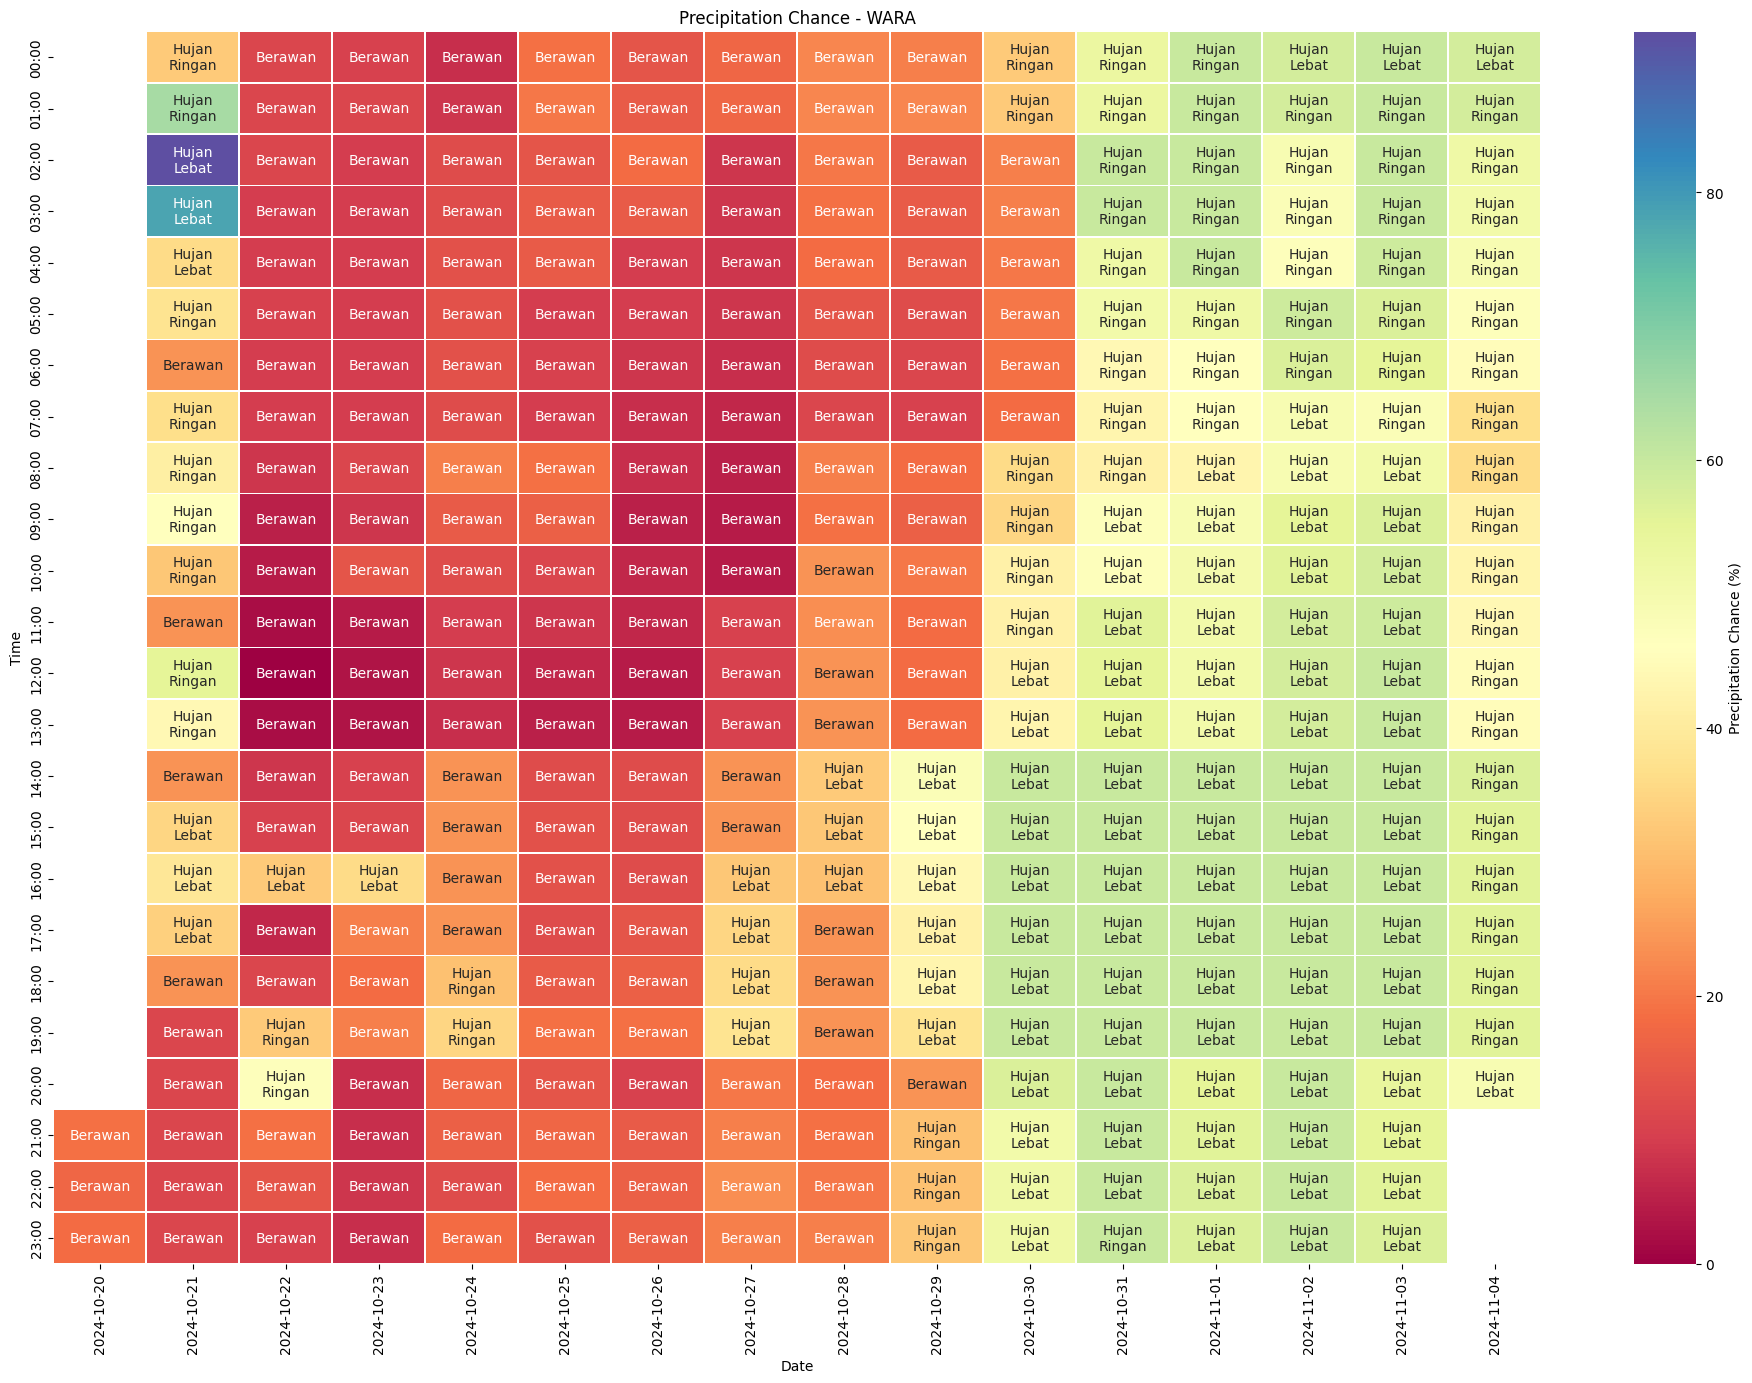 Precipitation Chance - WARA
00:00 Hujan Ringan Berawan Berawan Berawan Berawan Berawan Berawan Berawan Berawan Hujan Ringan Hujan Ringan Hujan Ringan Hujan Lebat Hujan Lebat Hujan Lebat
01:00 Hujan Ringan Berawan Berawan Berawan Berawan Berawan Berawan Berawan Berawan Hujan Ringan Hujan Ringan Hujan Ringan Hujan Ringan Hujan Ringan Hujan Ringan
02:00 Hujan Lebat Berawan Berawan Berawan Berawan Berawan Berawan Berawan Berawan Berawan Hujan Ringan Hujan Ringan Hujan Ringan Hujan Ringan Hujan Ringan
03:00 Hujan Lebat Berawan Berawan Berawan Berawan Berawan Berawan Berawan Berawan Berawan Hujan Ringan Hujan Ringan Hujan Ringan Hujan Ringan Hujan Ringan
04:00 Hujan Lebat Berawan Berawan Berawan Berawan Berawan Berawan Berawan Berawan Berawan Hujan Ringan Hujan Ringan Hujan Ringan Hujan Ringan Hujan Ringan
05:00 Hujan Ringan Berawan Berawan Berawan Berawan Berawan Berawan Berawan Berawan Berawan Hujan Ringan Hujan Ringan Hujan Ringan Hujan Ringan Hujan Ringan
06:00 Berawan Berawan Berawan Berawan Berawan Berawan Berawan Berawan Berawan Berawan Hujan Ringan Hujan Ringan Hujan Ringan Hujan Ringan Hujan Ringan
07:00 Hujan Ringan Berawan Berawan Berawan Berawan Berawan Berawan Berawan Berawan Berawan Hujan Ringan Hujan Ringan Hujan Lebat Hujan Ringan Hujan Ringan
08:00 Hujan Ringan Berawan Berawan Berawan Berawan Berawan Berawan Berawan Berawan Hujan Ringan Hujan Ringan Hujan Lebat Hujan Lebat Hujan Lebat Hujan Ringan
09:00 Hujan Ringan Berawan Berawan Berawan Berawan Berawan Berawan Berawan Berawan Hujan Ringan Hujan Lebat Hujan Lebat Hujan Lebat Hujan Lebat Hujan Ringan
10:00 Hujan Ringan Berawan Berawan Berawan Berawan Berawan Berawan Berawan Berawan Hujan Ringan Hujan Lebat Hujan Lebat Hujan Lebat Hujan Lebat Hujan Ringan
11:00 Berawan Berawan Berawan Berawan Berawan Berawan Berawan Berawan Berawan Hujan Ringan Hujan Lebat Hujan Lebat Hujan Lebat Hujan Lebat Hujan Ringan
12:00 Hujan Ringan Berawan Berawan Berawan Berawan Berawan Berawan Berawan Berawan Hujan Lebat Hujan Lebat Hujan Lebat Hujan Lebat Hujan Lebat Hujan Ringan
13:00 Hujan Ringan Berawan Berawan Berawan Berawan Berawan Berawan Berawan Berawan Hujan Lebat Hujan Lebat Hujan Lebat Hujan Lebat Hujan Lebat Hujan Ringan
14:00 Berawan Berawan Berawan Berawan Berawan Berawan Berawan Hujan Lebat Hujan Lebat Hujan Lebat Hujan Lebat Hujan Lebat Hujan Lebat Hujan Lebat Hujan Ringan
15:00 Hujan Lebat Berawan Berawan Berawan Berawan Berawan Berawan Hujan Lebat Hujan Lebat Hujan Lebat Hujan Lebat Hujan Lebat Hujan Lebat Hujan Lebat Hujan Ringan
16:00 Hujan Lebat Hujan Lebat Hujan Lebat Berawan Berawan Berawan Hujan Lebat Hujan Lebat Hujan Lebat Hujan Lebat Hujan Lebat Hujan Lebat Hujan Lebat Hujan Lebat Hujan Ringan
17:00 Hujan Lebat Berawan Berawan Berawan Berawan Berawan Hujan Lebat Berawan Hujan Lebat Hujan Lebat Hujan Lebat Hujan Lebat Hujan Lebat Hujan Lebat Hujan Ringan
18:00 Berawan Berawan Berawan Hujan Ringan Berawan Berawan Hujan Lebat Berawan Hujan Lebat Hujan Lebat Hujan Lebat Hujan Lebat Hujan Lebat Hujan Lebat Hujan Ringan
19:00 Berawan Hujan Ringan Berawan Hujan Ringan Berawan Berawan Hujan Lebat Berawan Hujan Lebat Hujan Lebat Hujan Lebat Hujan Lebat Hujan Lebat Hujan Lebat Hujan Ringan
20:00 Berawan Hujan Ringan Berawan Berawan Berawan Berawan Berawan Berawan Berawan Hujan Lebat Hujan Lebat Hujan Lebat Hujan Lebat Hujan Lebat Hujan Lebat
21:00 Berawan Berawan Berawan Berawan Berawan Berawan Berawan Berawan Berawan Hujan Ringan Hujan Lebat Hujan Lebat Hujan Lebat Hujan Lebat Hujan Lebat
22:00 Berawan Berawan Berawan Berawan Berawan Berawan Berawan Berawan Berawan Hujan Ringan Hujan Lebat Hujan Lebat Hujan Lebat Hujan Lebat Hujan Lebat
23:00 Berawan Berawan Berawan Berawan Berawan Berawan Berawan Berawan Berawan Hujan Ringan Hujan Lebat Hujan Ringan Hujan Lebat Hujan Lebat Hujan Lebat
Time
2024-10-20 2024-10-21 2024-10-22 2024-10-23 2024-10-24 2024-10-25 2024-10-26 2024-10-27 2024-10-28 2024-10-29 2024-10-30 2024-10-31 2024-11-01 2024-11-02 2024-11-03 2024-11-04
Date
80
60
40
20
0
Precipitation Chance (%)